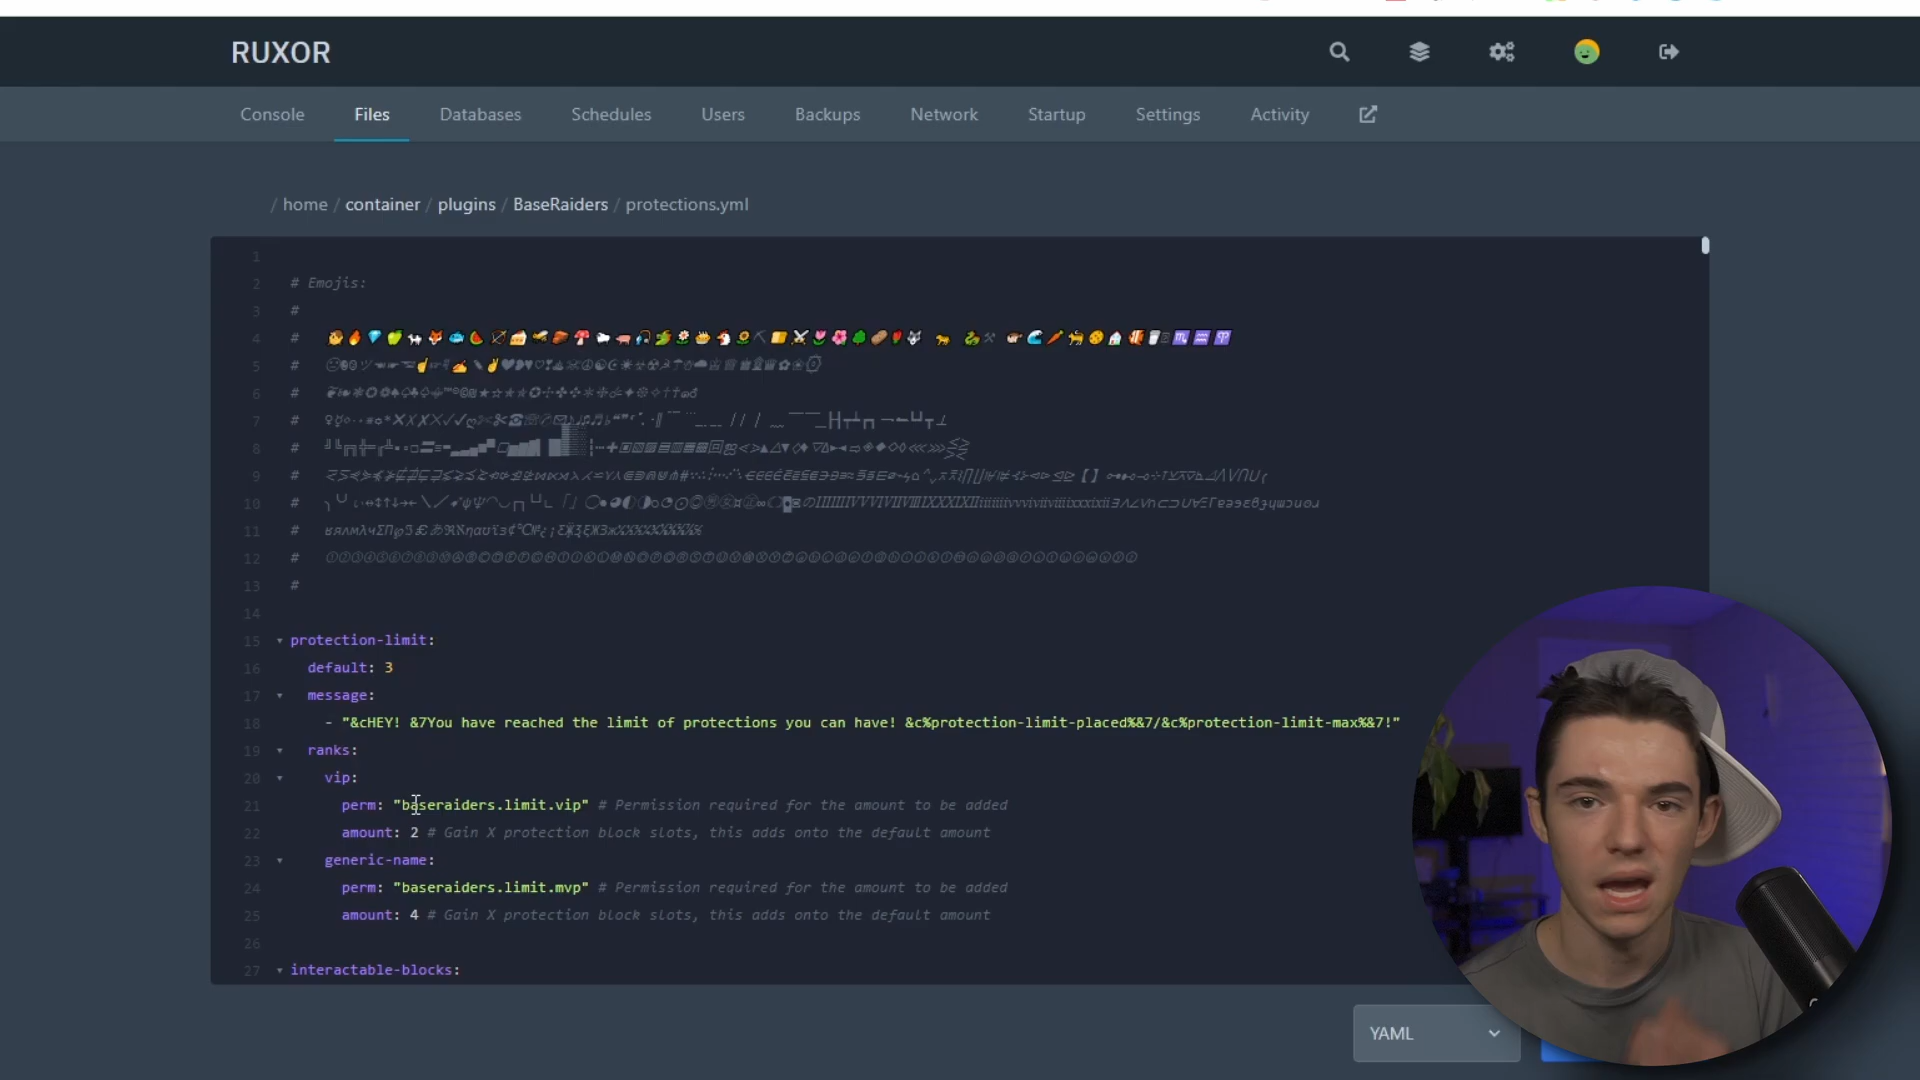 RUXOR
Console Files Databases Schedules Users Backups Network Startup Settings Activity
/ home / container / plugins / BaseRaiders / protections.yml
1
2 # Emojis:
3 #
4 #
5 #
6 #
7 #
8 #
9 #
10 #
11 #
12 #
13 #
14
15 protection-limit:
16 default: 3
17 message:
18 - "&cHEY! &7You have reached the limit of protections you can have! &c%protection-limit-placed%&7/&c%protection-limit-max%&7!"
19 ranks:
20 vip:
21 perm: "baseraiders.limit.vip" # Permission required for the amount to be added
22 amount: 2 # Gain X protection block slots, this adds onto the default amount
23 generic-name:
24 perm: "baseraiders.limit.mvp" # Permission required for the amount to be added
25 amount: 4 # Gain X protection block slots, this adds onto the default amount
26
27 interactable-blocks:
YAML